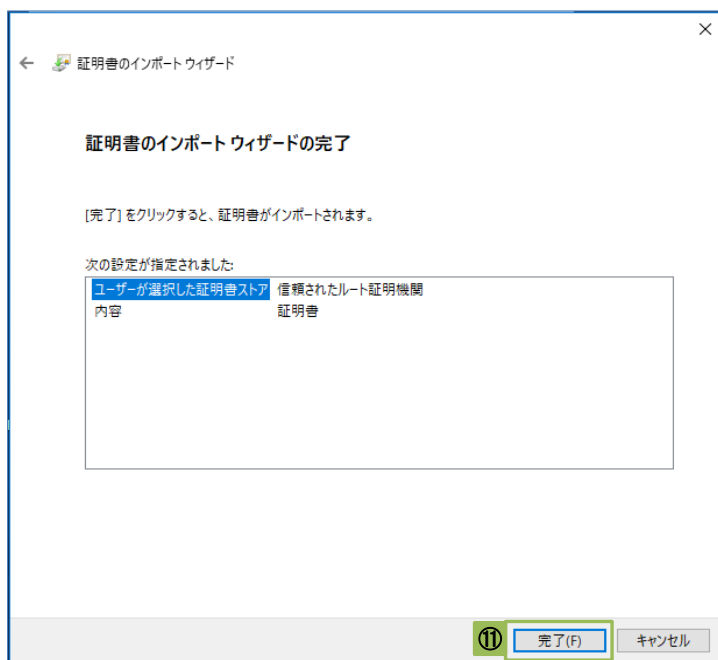 証明書のインポート ウィザード
証明書のインポート ウィザードの完了
[完了] をクリックすると、証明書がインポートされます。
次の設定が指定されました:
ユーザーが選択した証明書ストア 信頼されたルート証明機関
内容 証明書
⑪ 完了(F) キャンセル